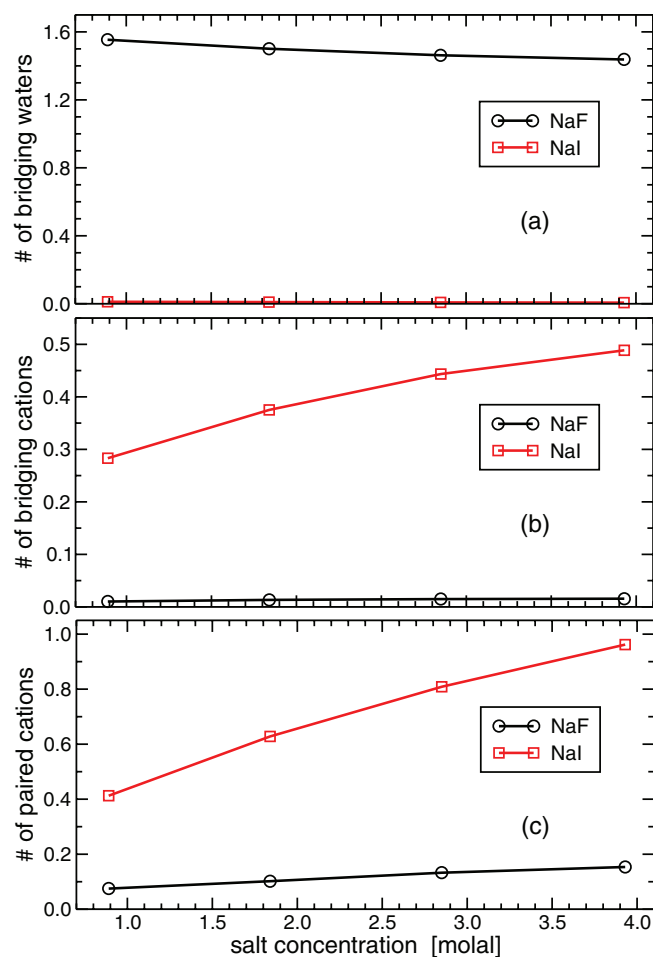 1.6
1.2
0.8
0.4
0.0
# of bridging waters
NaF
NaI
(a)
0.5
0.4
0.3
0.2
0.1
0.0
# of bridging cations
NaF
NaI
(b)
1.0
0.8
0.6
0.4
0.2
0.0
# of paired cations
NaF
NaI
(c)
1.0 1.5 2.0 2.5 3.0 3.5 4.0
salt concentration [molal]